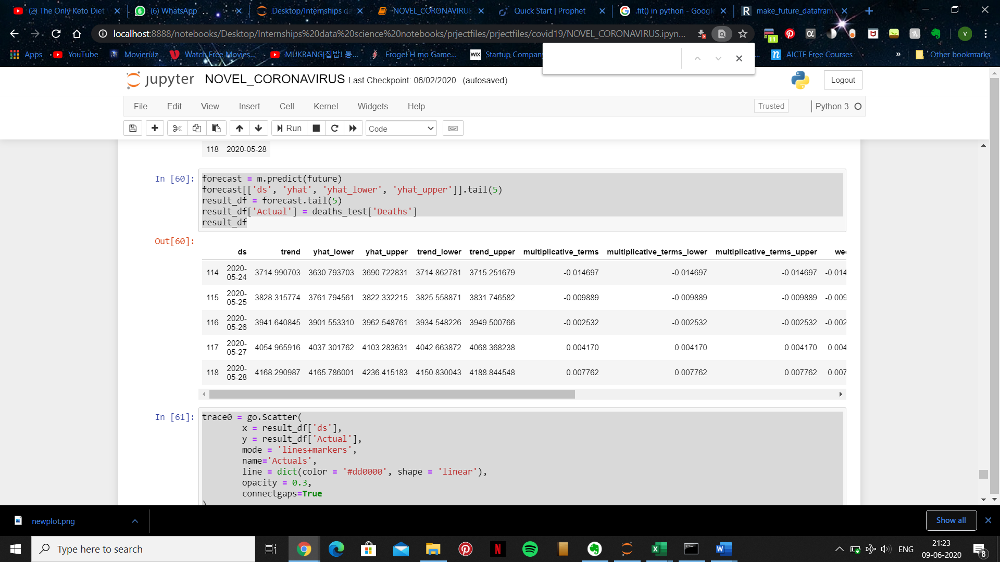 (2) The Only Keto Diet
(6) WhatsApp
Desktop/Internships da
NOVEL_CORONAVIRUS
Quick Start | Prophet
.fit() in python - Google
make_future_datafram
localhost:8888/notebooks/Desktop/Internships%20data%20science%20notebooks/prjectfiles/prjectfiles/covid19/NOVEL_CORONAVIRUS.ipyn...
11
V
Apps
YouTube
Movierulz
Watch Free Movies...
MUKBANG|집밥! 통...
Eroge! H mo Game...
WIX
Startup Compan
...
AICTE Free Courses
»
Other bookmarks
jupyter
NOVEL_CORONAVIRUS Last Checkpoint: 06/02/2020 (autosaved)
Logout
File Edit View Insert Cell Kernel Widgets Help
Trusted
Python 3
Run
Code
118 2020-05-28
In [60]: forecast = m.predict(future)
forecast[['ds', 'yhat', 'yhat_lower', 'yhat_upper']].tail(5)
result_df = forecast.tail(5)
result_df['Actual'] = deaths_test['Deaths']
result_df
Out[60]:
ds trend yhat_lower yhat_upper trend_lower trend_upper multiplicative_terms multiplicative_terms_lower multiplicative_terms_upper wee
114 2020-05-24 3714.990703 3630.793703 3690.722831 3714.862781 3715.251679 -0.014697 -0.014697 -0.014697 -0.014
115 2020-05-25 3828.315774 3761.794561 3822.332215 3825.558871 3831.746582 -0.009889 -0.009889 -0.009889 -0.009
116 2020-05-26 3941.640845 3901.553310 3962.548761 3934.548226 3949.500766 -0.002532 -0.002532 -0.002532 -0.002
117 2020-05-27 4054.965916 4037.301762 4103.283631 4042.663872 4068.368238 0.004170 0.004170 0.004170 0.004
118 2020-05-28 4168.290987 4165.786001 4236.415183 4150.830043 4188.844548 0.007762 0.007762 0.007762 0.007
In [61]: trace0 = go.Scatter(
x = result_df['ds'],
y = result_df['Actual'],
mode = 'lines+markers',
name='Actuals',
line = dict(color = '#dd0000', shape = 'linear'),
opacity = 0.3,
connectgaps=True
)
newplot.png
Show all
Type here to search
ENG
21:23
09-06-2020
8